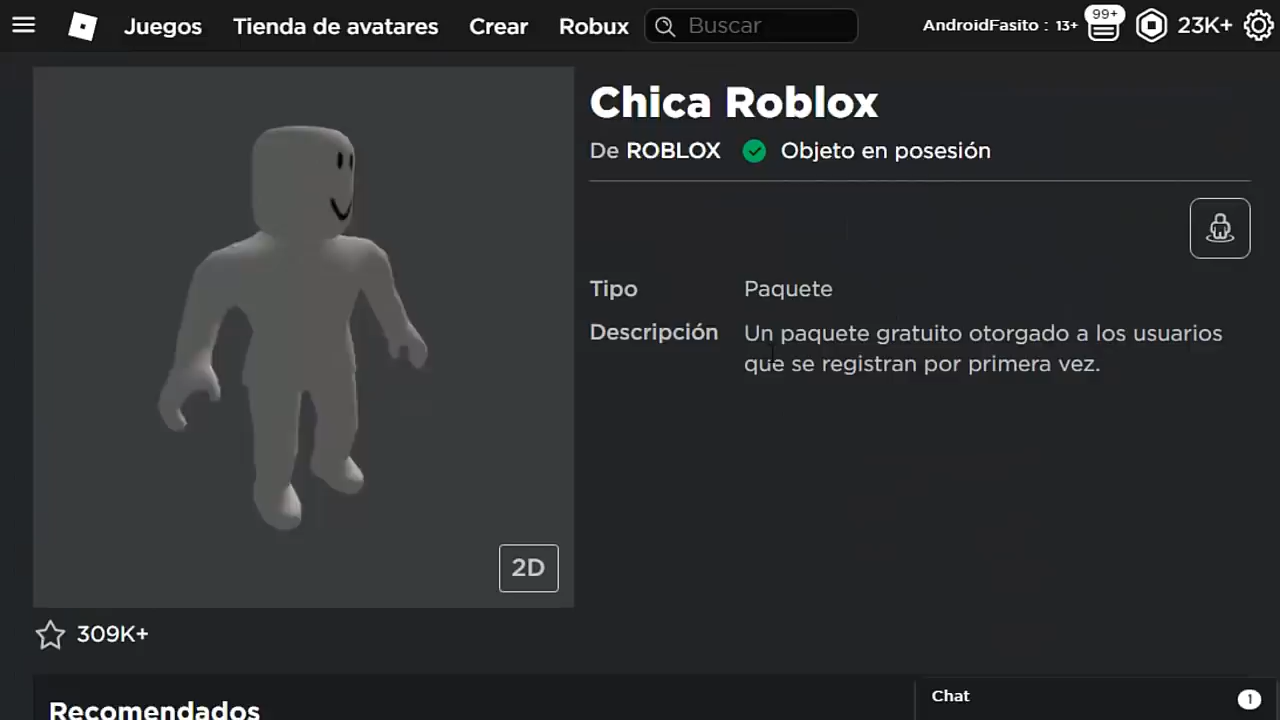 Juegos Tienda de avatares Crear Robux Buscar AndroidFasito : 13+ 99+ 23K+
Chica Roblox
De ROBLOX Objeto en posesión
Tipo Paquete
Descripción Un paquete gratuito otorgado a los usuarios
que se registran por primera vez.
2D
309K+
Recomendados
Chat 1